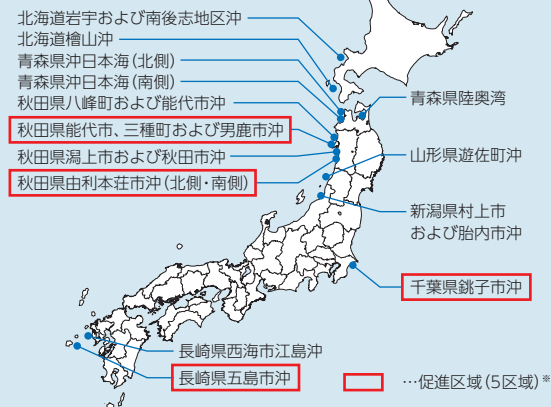 北海道岩宇および南後志地区沖
北海道檜山沖
青森県沖日本海（北側）
青森県沖日本海（南側）
秋田県八峰町および能代市沖
秋田県能代市、三種町および男鹿市沖
秋田県潟上市および秋田市沖
秋田県由利本荘市沖（北側・南側）
青森県陸奥湾
山形県遊佐町沖
新潟県村上市
および胎内市沖
千葉県銚子市沖
長崎県西海市江島沖
長崎県五島市沖
…促進区域（5区域）※